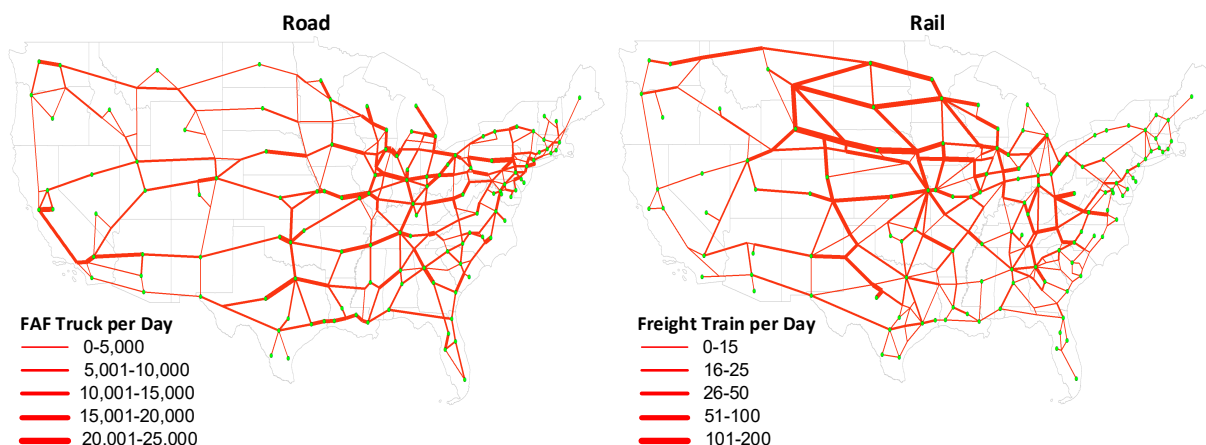 Road
FAF Truck per Day
0-5,000
5,001-10,000
10,001-15,000
15,001-20,000
20,001-25,000
Rail
Freight Train per Day
0-15
16-25
26-50
51-100
101-200